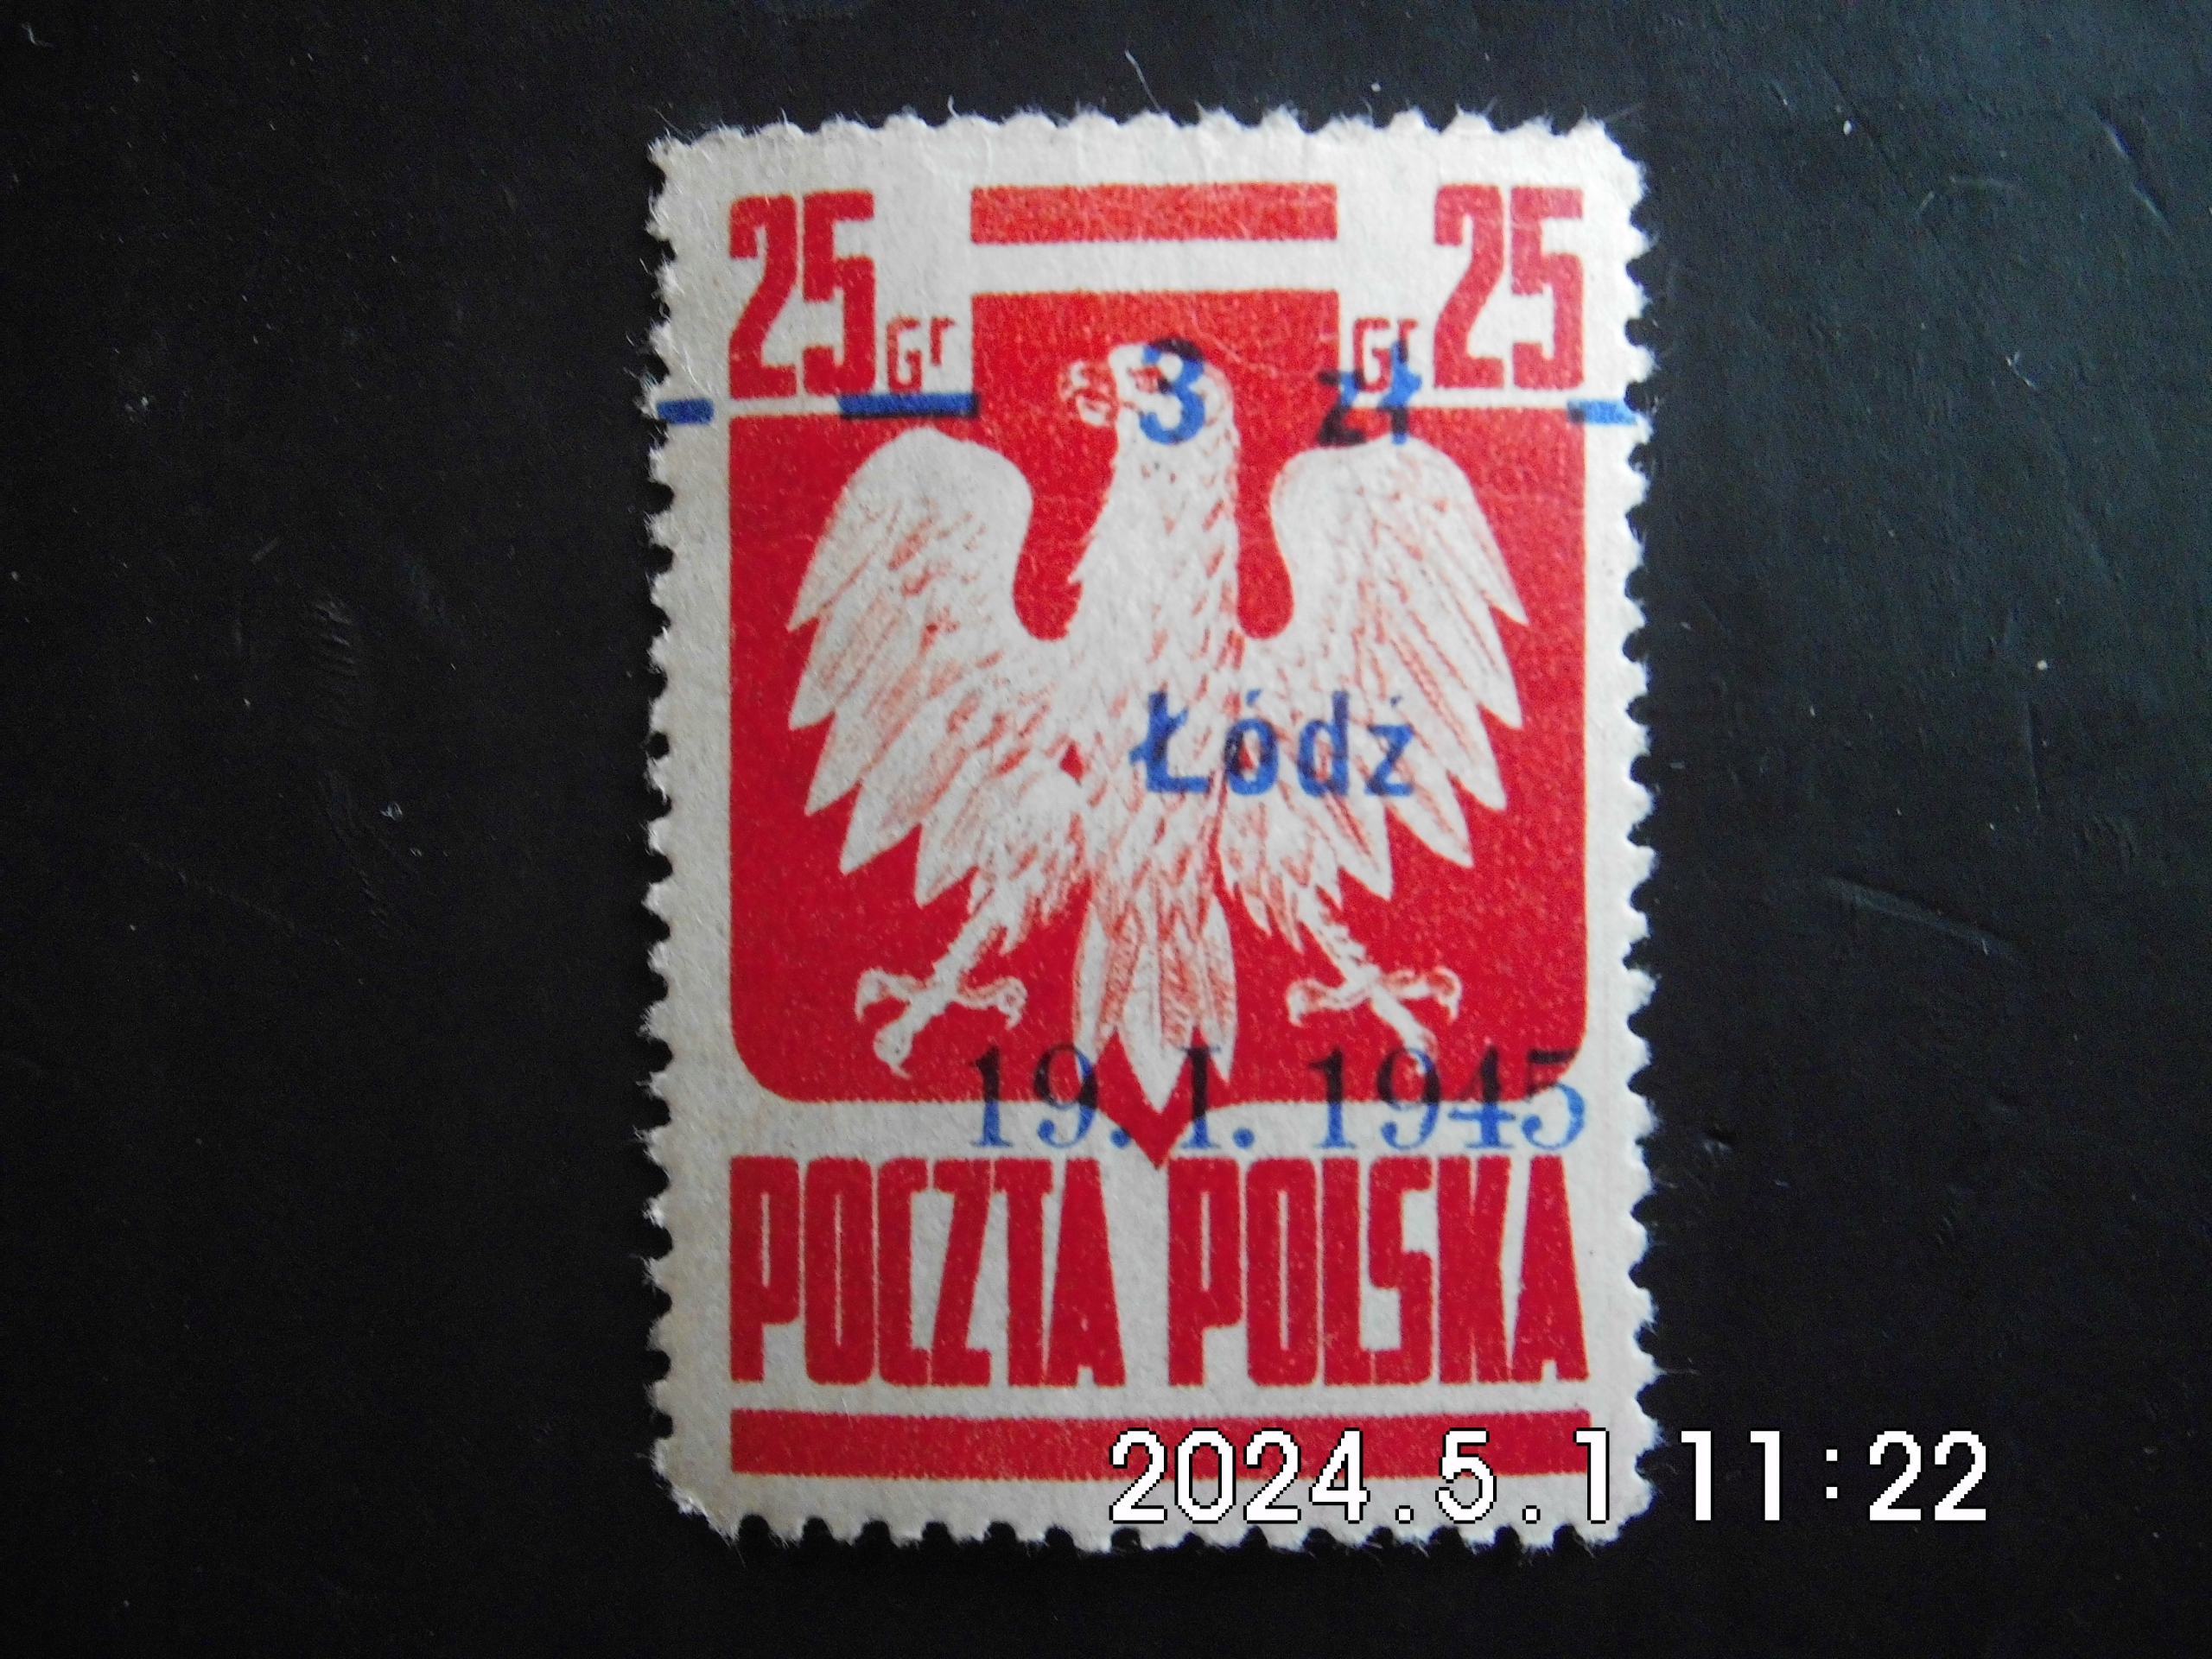 25 Gr Gr 25
3 zł
Łódź
19. I. 1945
POCZTA POLSKA
2024.5.1 11:22